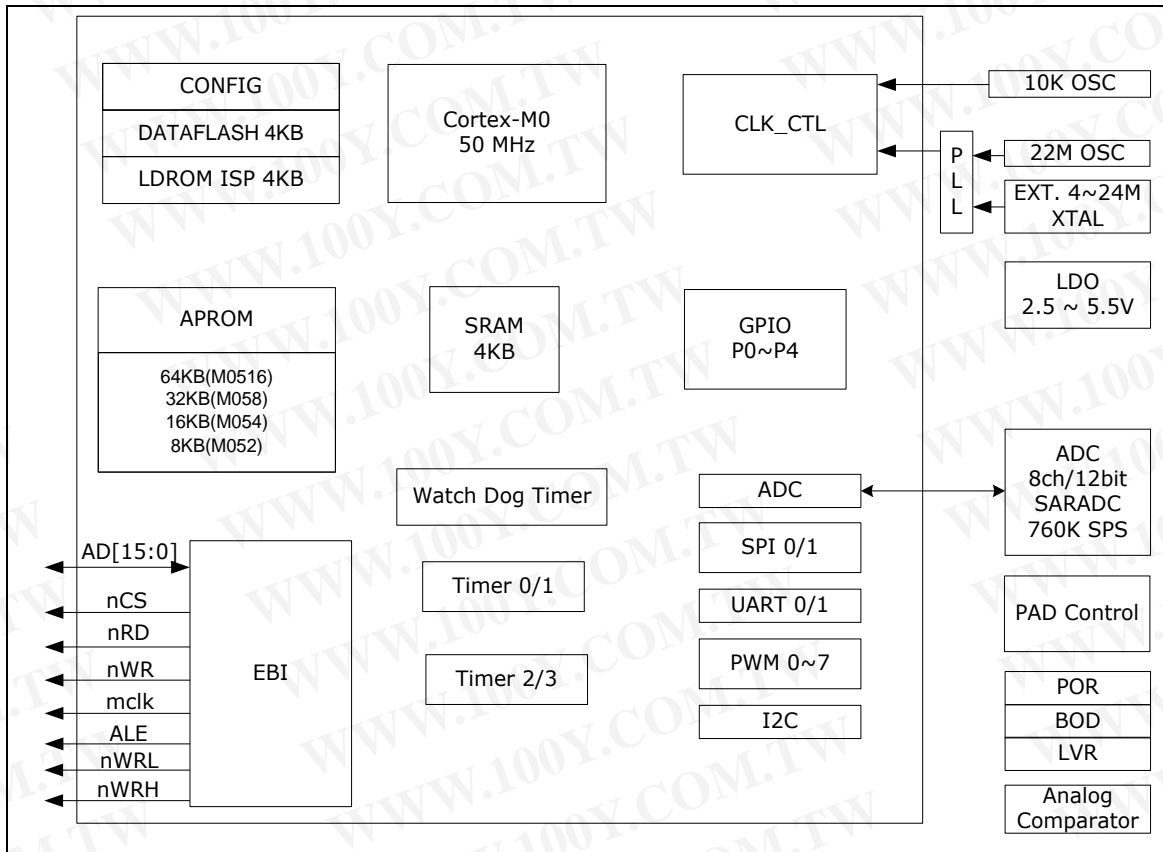 CONFIG
DATAFLASH 4KB
LDROM ISP 4KB
Cortex-M0
50 MHz
CLK_CTL
10K OSC
P
L
L
22M OSC
EXT. 4~24M
XTAL
LDO
2.5 ~ 5.5V
APROM
64KB(M0516)
32KB(M058)
16KB(M054)
8KB(M052)
SRAM
4KB
GPIO
P0~P4
Watch Dog Timer
Timer 0/1
Timer 2/3
ADC
SPI 0/1
UART 0/1
PWM 0~7
I2C
ADC
8ch/12bit
SARADC
760K SPS
PAD Control
POR
BOD
LVR
Analog
Comparator
AD[15:0]
nCS
nRD
nWR
mclk
ALE
nWRL
nWRH
EBI
WWW.100Y.COM.TW